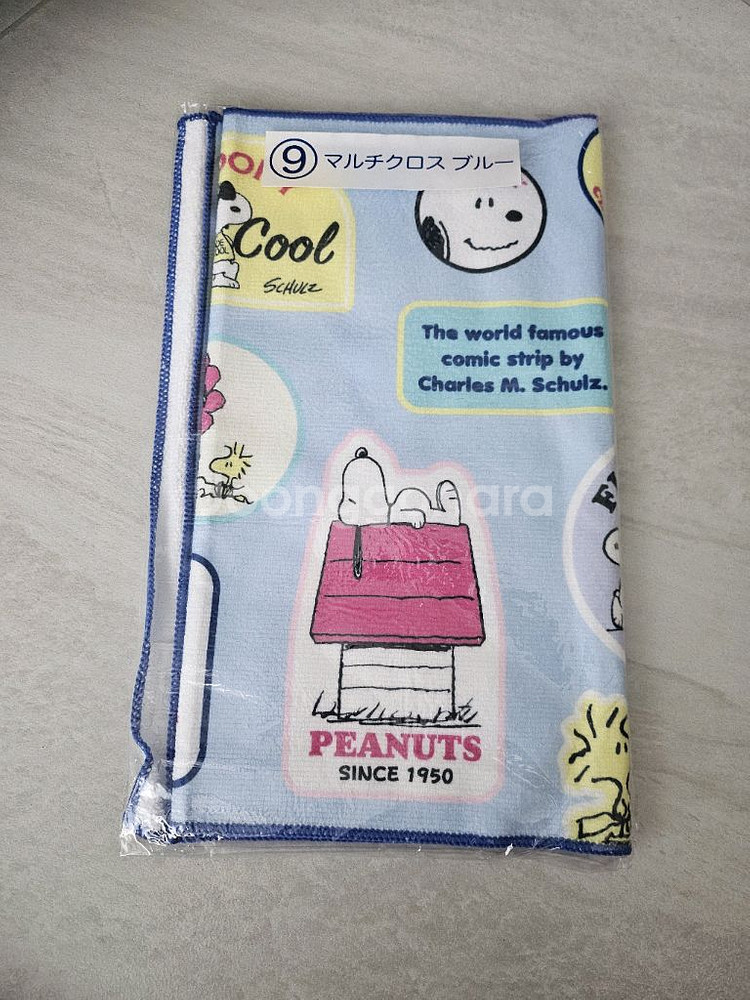 ⑨ マルチクロス ブルー
Cool
SCHULZ
The world famous
comic strip by
Charles M. Schulz.
PEANUTS
SINCE 1950